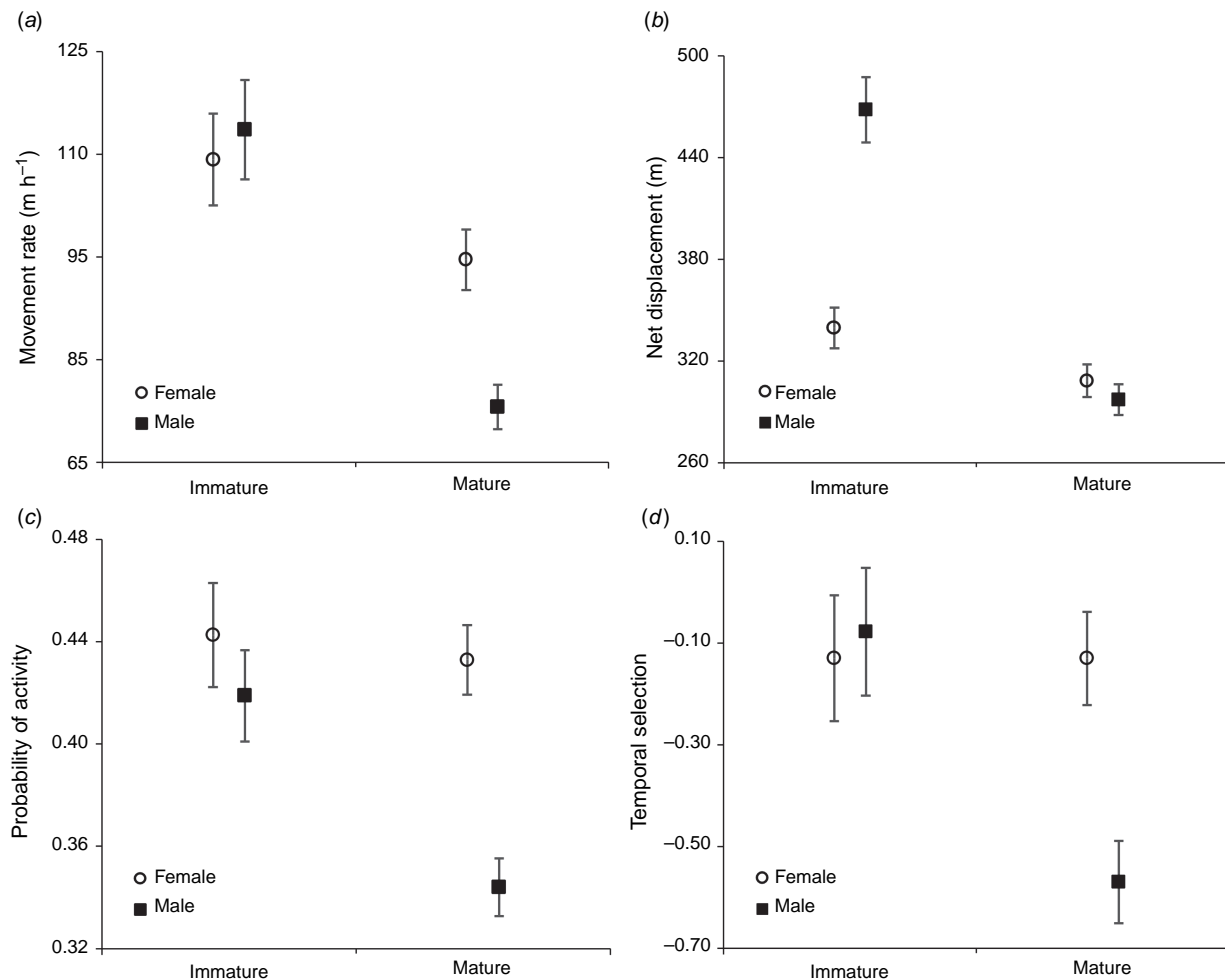 (a)
125
110
95
85
65
Movement rate (m h⁻¹)
Female
Male
Immature
Mature
(b)
500
440
380
320
260
Net displacement (m)
Female
Male
Immature
Mature
(c)
0.48
0.44
0.40
0.36
0.32
Probability of activity
Female
Male
Immature
Mature
(d)
0.10
–0.10
–0.30
–0.50
–0.70
Temporal selection
Female
Male
Immature
Mature